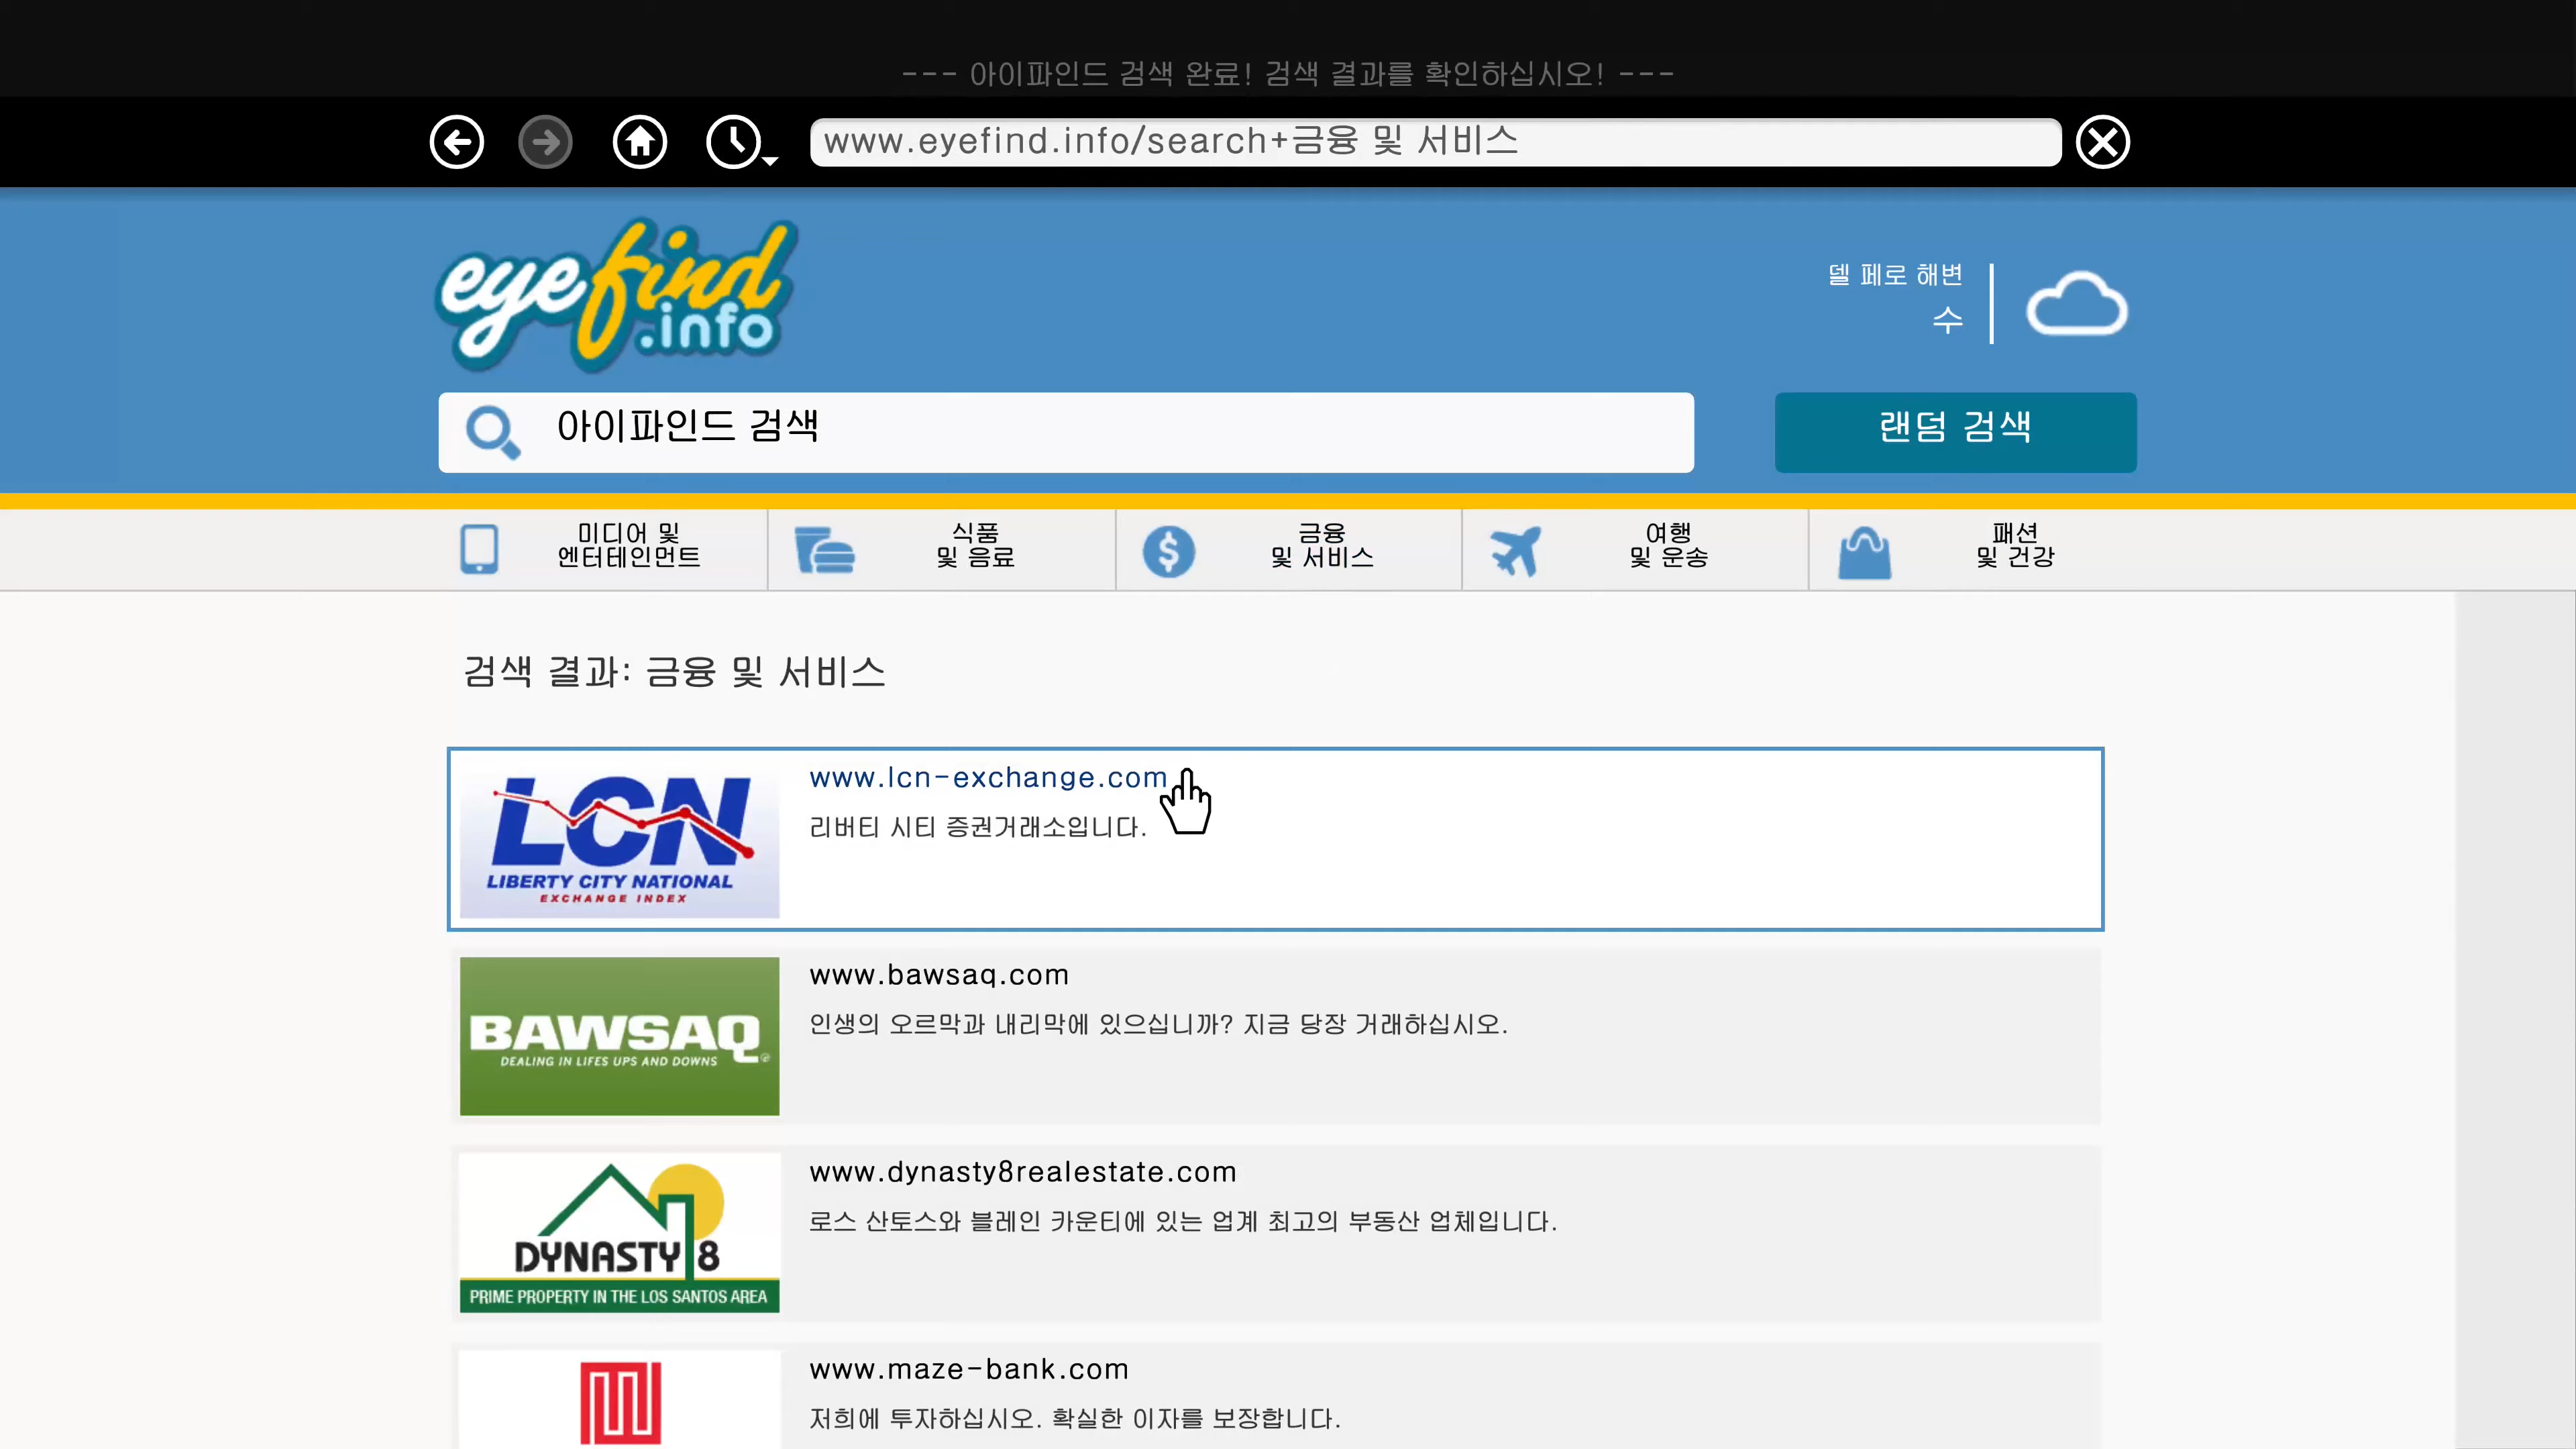 --- 아이파인드 검색 완료! 검색 결과를 확인하십시오! ---
www.eyefind.info/search+금융 및 서비스
eyefind
.info
델 페로 해변
수
아이파인드 검색
랜덤 검색
미디어 및
엔터테인먼트
식품
및 음료
금융
및 서비스
여행
및 운송
패션
및 건강
검색 결과: 금융 및 서비스
LCN
LIBERTY CITY NATIONAL
EXCHANGE INDEX
www.lcn-exchange.com
리버티 시티 증권거래소입니다.
BAWSAQ
DEALING IN LIFES UPS AND DOWNS
www.bawsaq.com
인생의 오르막과 내리막에 있으십니까? 지금 당장 거래하십시오.
DYNASTY 8
PRIME PROPERTY IN THE LOS SANTOS AREA
www.dynasty8realestate.com
로스 산토스와 블레인 카운티에 있는 업계 최고의 부동산 업체입니다.
www.maze-bank.com
저희에 투자하십시오. 확실한 이자를 보장합니다.